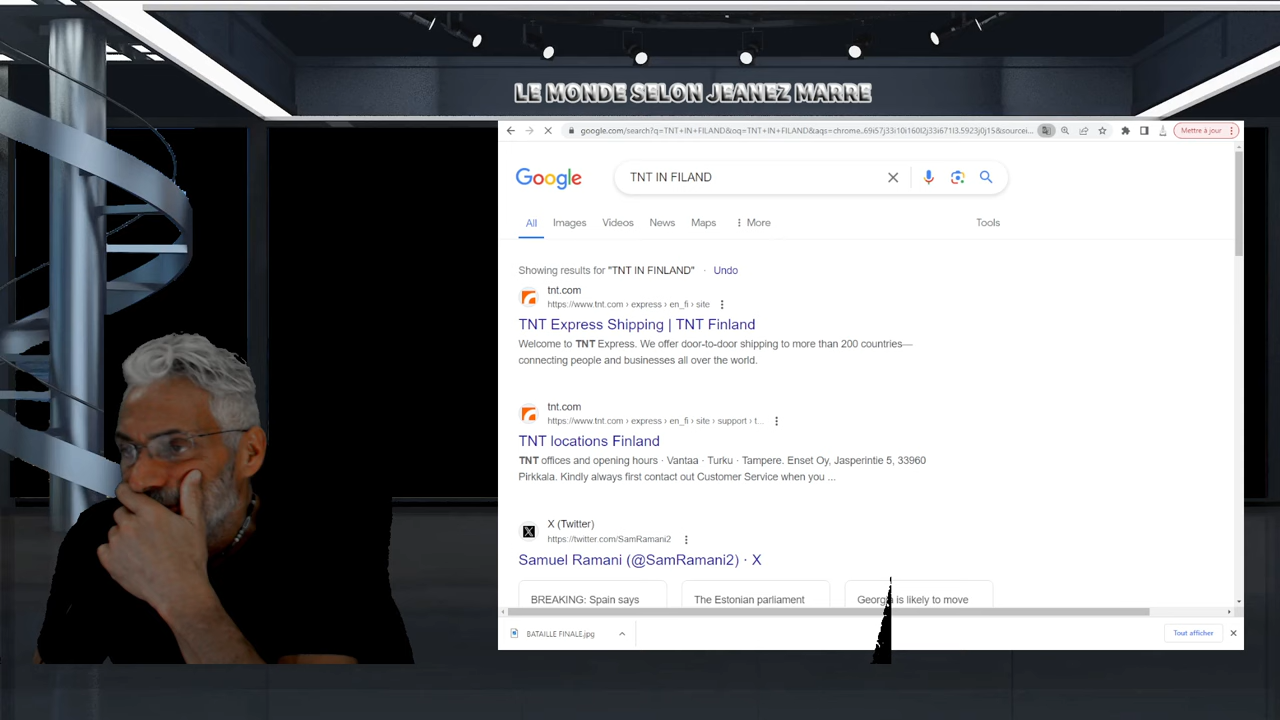 LE MONDE SELON JEANEZ MARRE
google.com/search?q=TNT+IN+FILAND&oq=TNT+IN+FILAND&aqs=chrome..69i57j33i10i160l2j33i671l3.5923j0j15&sourcei...
Mettre à jour
Google
TNT IN FILAND
All Images Videos News Maps More Tools
Showing results for "TNT IN FINLAND" · Undo
tnt.com
https://www.tnt.com › express › en_fi › site
TNT Express Shipping | TNT Finland
Welcome to TNT Express. We offer door-to-door shipping to more than 200 countries—
connecting people and businesses all over the world.
tnt.com
https://www.tnt.com › express › en_fi › site › support › t...
TNT locations Finland
TNT offices and opening hours · Vantaa · Turku · Tampere. Enset Oy, Jasperintie 5, 33960
Pirkkala. Kindly always first contact out Customer Service when you ...
X (Twitter)
https://twitter.com/SamRamani2
Samuel Ramani (@SamRamani2) · X
BREAKING: Spain says The Estonian parliament Georgia is likely to move
BATAILLE FINALE.jpg
Tout afficher